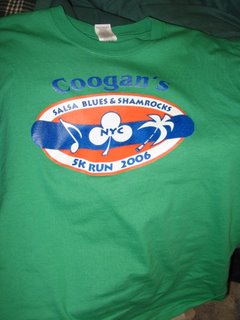 Coogan's
SALSA BLUES & SHAMROCKS
NYC
5K RUN 2006